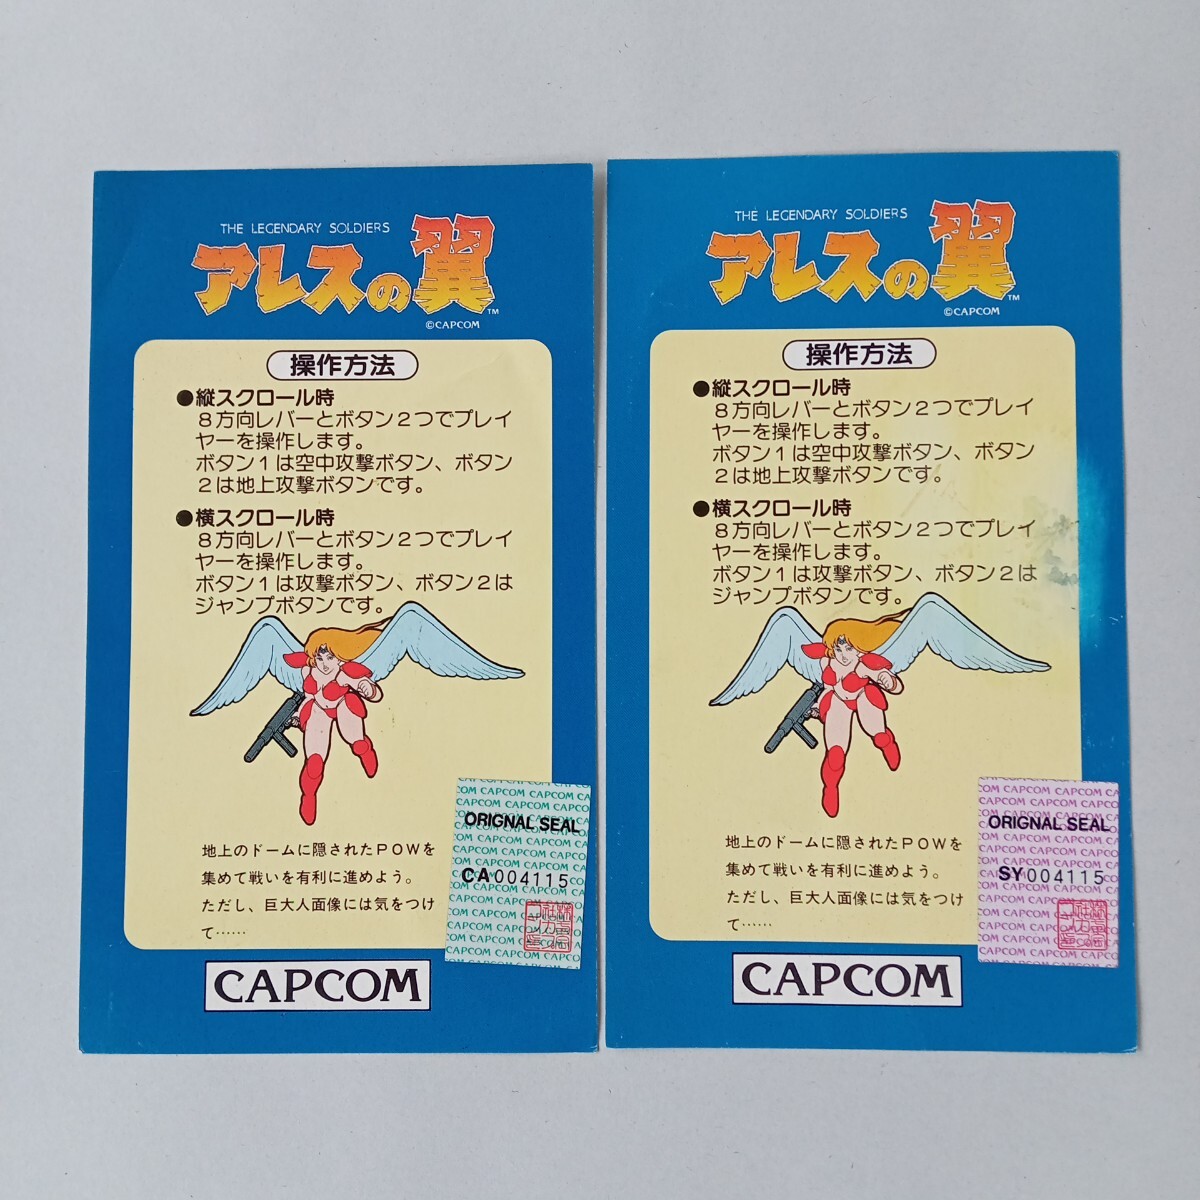 THE LEGENDARY SOLDIERS
アレスの翼™
©CAPCOM
操作方法
●縦スクロール時
8方向レバーとボタン2つでプレイ
ヤーを操作します。
ボタン1は空中攻撃ボタン、ボタン
2は地上攻撃ボタンです。
●横スクロール時
8方向レバーとボタン2つでプレイ
ヤーを操作します。
ボタン1は攻撃ボタン、ボタン2は
ジャンプボタンです。
地上のドームに隠されたPOWを
集めて戦いを有利に進めよう。
ただし、巨大人面像には気をつけ
て……
ORIGNAL SEAL
CA004115
CAPCOM
THE LEGENDARY SOLDIERS
アレスの翼™
©CAPCOM
操作方法
●縦スクロール時
8方向レバーとボタン2つでプレイ
ヤーを操作します。
ボタン1は空中攻撃ボタン、ボタン
2は地上攻撃ボタンです。
●横スクロール時
8方向レバーとボタン2つでプレイ
ヤーを操作します。
ボタン1は攻撃ボタン、ボタン2は
ジャンプボタンです。
地上のドームに隠されたPOWを
集めて戦いを有利に進めよう。
ただし、巨大人面像には気をつけ
て……
ORIGNAL SEAL
SY004115
CAPCOM